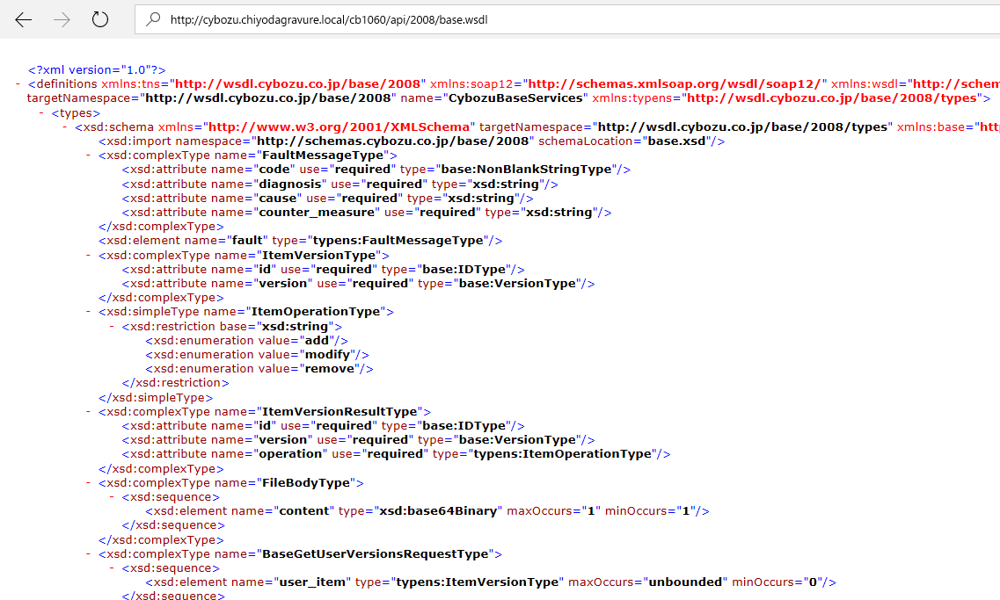 http://cybozu.chiyodagravure.local/cb1060/api/2008/base.wsdl
<?xml version="1.0"?>
- <definitions xmlns:tns="http://wsdl.cybozu.co.jp/base/2008" xmlns:soap12="http://schemas.xmlsoap.org/wsdl/soap12/" xmlns:wsdl="http://schem
targetNamespace="http://wsdl.cybozu.co.jp/base/2008" name="CybozuBaseServices" xmlns:typens="http://wsdl.cybozu.co.jp/base/2008/types">
- <types>
- <xsd:schema xmlns="http://www.w3.org/2001/XMLSchema" targetNamespace="http://wsdl.cybozu.co.jp/base/2008/types" xmlns:base="htt
<xsd:import namespace="http://schemas.cybozu.co.jp/base/2008" schemaLocation="base.xsd"/>
- <xsd:complexType name="FaultMessageType">
<xsd:attribute name="code" use="required" type="base:NonBlankStringType"/>
<xsd:attribute name="diagnosis" use="required" type="xsd:string"/>
<xsd:attribute name="cause" use="required" type="xsd:string"/>
<xsd:attribute name="counter_measure" use="required" type="xsd:string"/>
</xsd:complexType>
<xsd:element name="fault" type="typens:FaultMessageType"/>
- <xsd:complexType name="ItemVersionType">
<xsd:attribute name="id" use="required" type="base:IDType"/>
<xsd:attribute name="version" use="required" type="base:VersionType"/>
</xsd:complexType>
- <xsd:simpleType name="ItemOperationType">
- <xsd:restriction base="xsd:string">
<xsd:enumeration value="add"/>
<xsd:enumeration value="modify"/>
<xsd:enumeration value="remove"/>
</xsd:restriction>
</xsd:simpleType>
- <xsd:complexType name="ItemVersionResultType">
<xsd:attribute name="id" use="required" type="base:IDType"/>
<xsd:attribute name="version" use="required" type="base:VersionType"/>
<xsd:attribute name="operation" use="required" type="typens:ItemOperationType"/>
</xsd:complexType>
- <xsd:complexType name="FileBodyType">
- <xsd:sequence>
<xsd:element name="content" type="xsd:base64Binary" maxOccurs="1" minOccurs="1"/>
</xsd:sequence>
</xsd:complexType>
- <xsd:complexType name="BaseGetUserVersionsRequestType">
- <xsd:sequence>
<xsd:element name="user_item" type="typens:ItemVersionType" maxOccurs="unbounded" minOccurs="0"/>
</xsd:sequence>